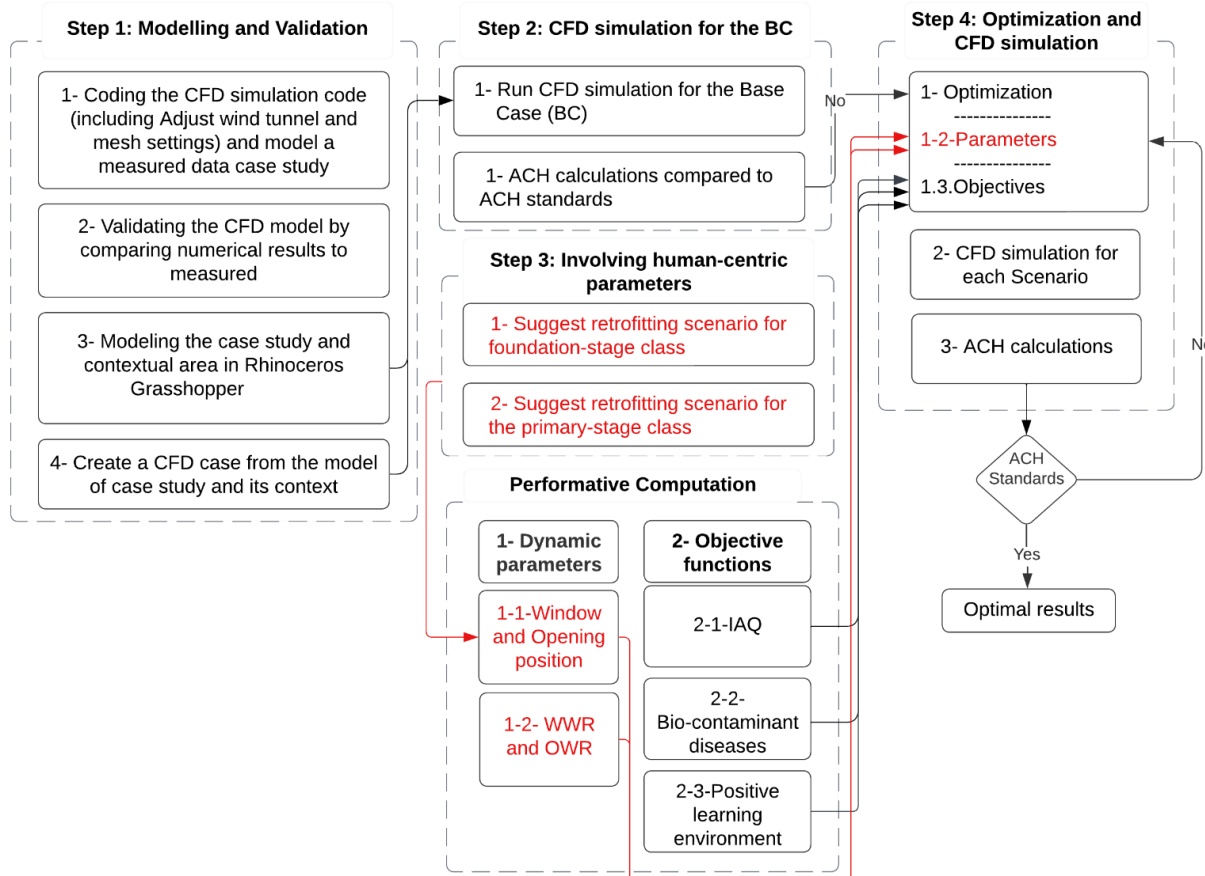 Step 1: Modelling and Validation
1- Coding the CFD simulation code
(including Adjust wind tunnel and
mesh settings) and model a
measured data case study
2- Validating the CFD model by
comparing numerical results to
measured
3- Modeling the case study and
contextual area in Rhinoceros
Grasshopper
4- Create a CFD case from the model
of case study and its context
Step 2: CFD simulation for the BC
1- Run CFD simulation for the Base
Case (BC)
1- ACH calculations compared to
ACH standards
No
Step 3: Involving human-centric
parameters
1- Suggest retrofitting scenario for
foundation-stage class
2- Suggest retrofitting scenario for
the primary-stage class
Performative Computation
1- Dynamic
parameters
1-1-Window
and Opening
position
1-2- WWR
and OWR
2- Objective
functions
2-1-IAQ
2-2-
Bio-contaminant
diseases
2-3-Positive
learning
environment
Step 4: Optimization and
CFD simulation
1- Optimization
---------------
1-2-Parameters
---------------
1.3.Objectives
2- CFD simulation for
each Scenario
3- ACH calculations
ACH
Standards
No
Yes
Optimal results